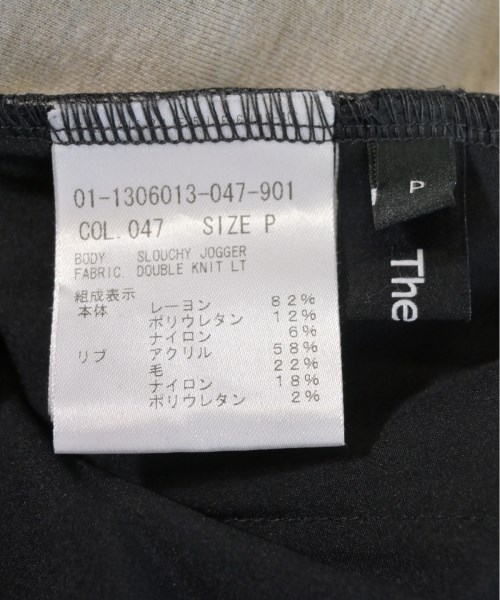 01-1306013-047-901
COL. 047 SIZE P
BODY SLOUCHY JOGGER
FABRIC. DOUBLE KNIT LT
組成表示
本体 レーヨン 82%
ポリウレタン 12%
ナイロン 6%
リブ アクリル 58%
毛 22%
ナイロン 18%
ポリウレタン 2%
P
The